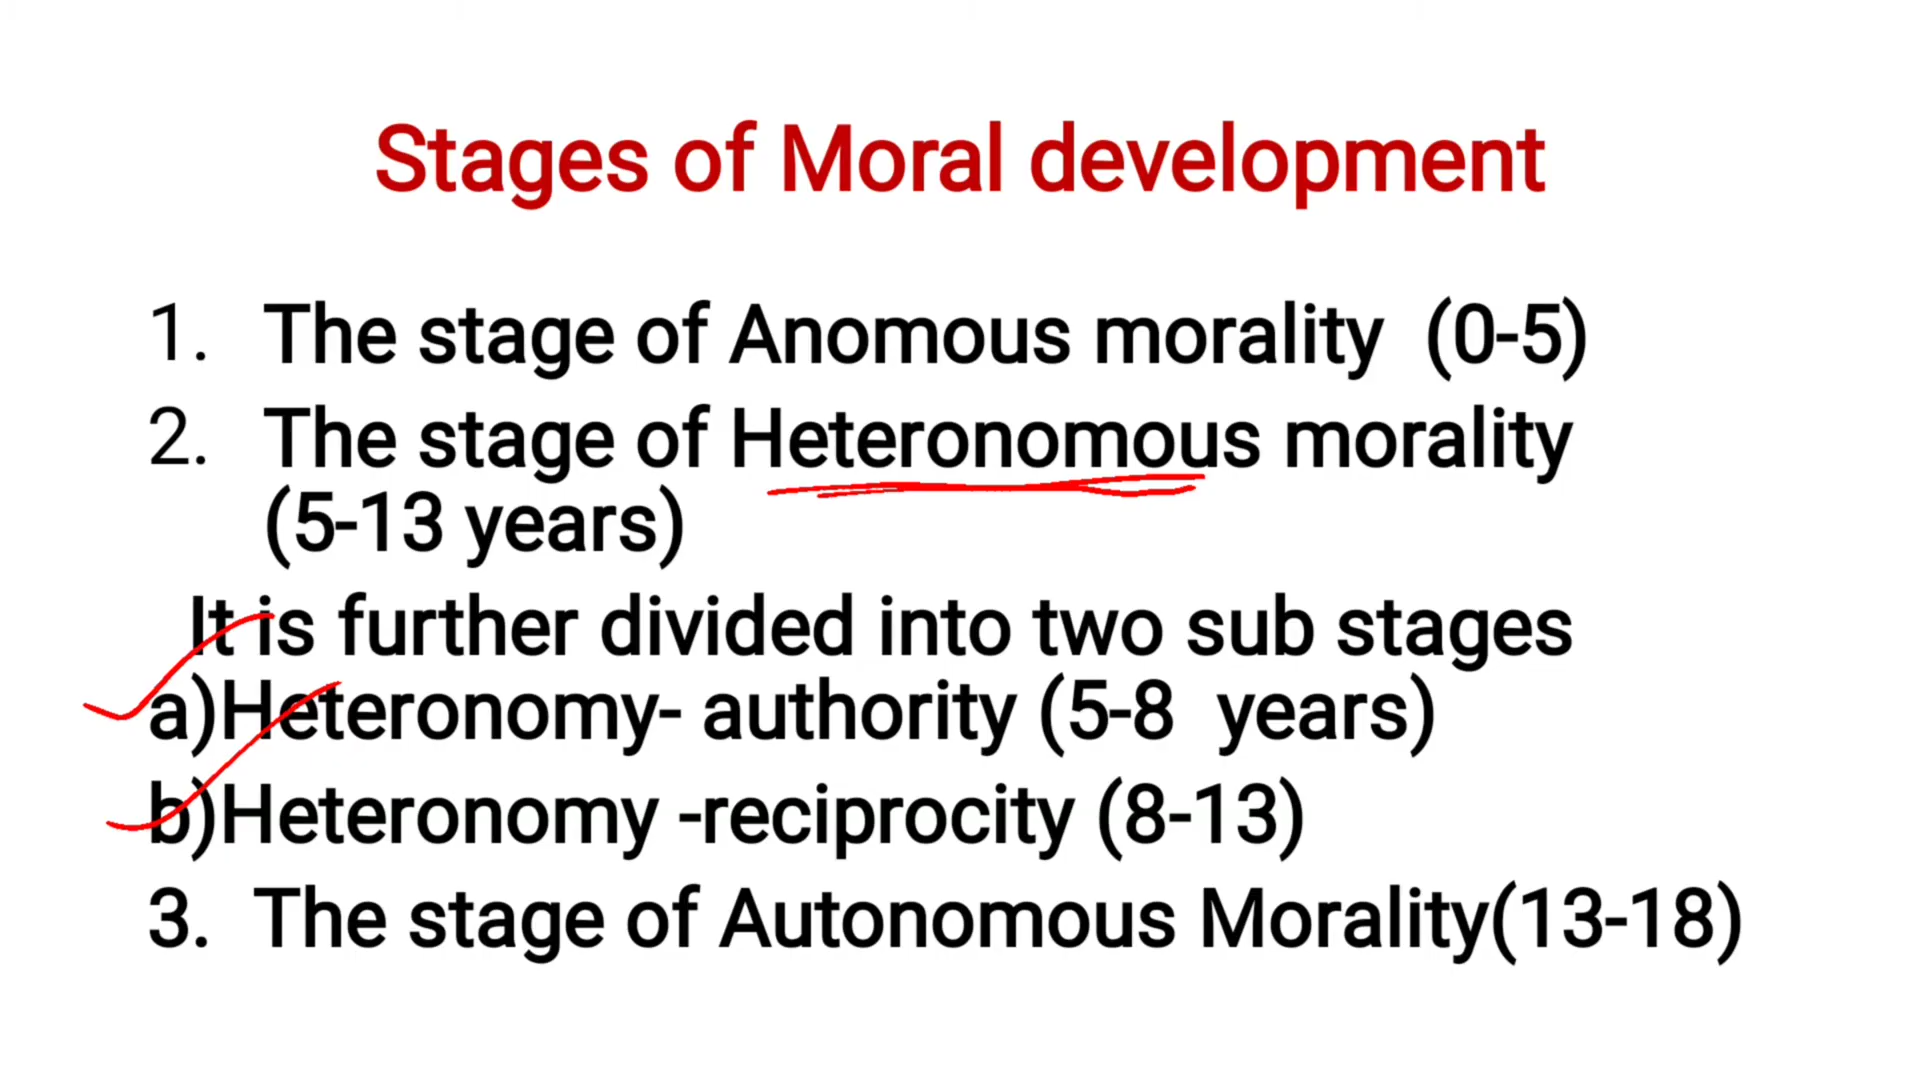 Stages of Moral development
1. The stage of Anomous morality (0-5)
2. The stage of Heteronomous morality
(5-13 years)
It is further divided into two sub stages
a)Heteronomy- authority (5-8 years)
b)Heteronomy -reciprocity (8-13)
3. The stage of Autonomous Morality(13-18)